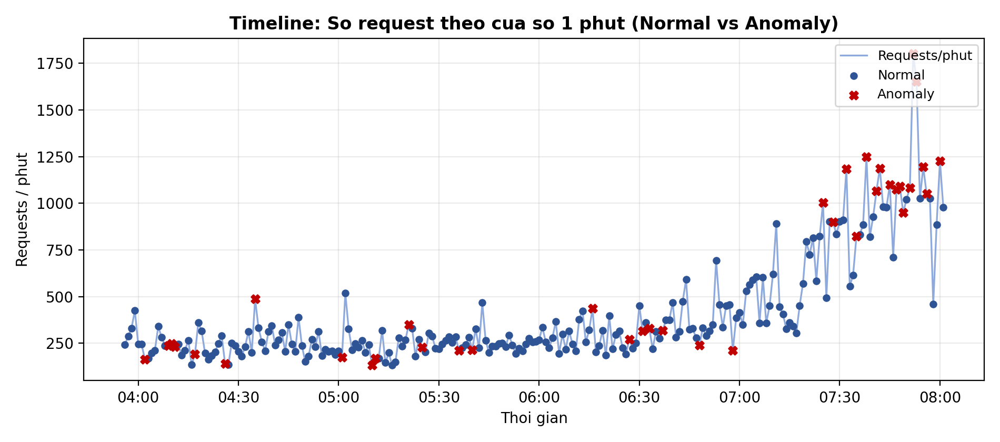 Timeline: So request theo cua so 1 phut (Normal vs Anomaly)
Requests/phut
Normal
Anomaly
1750
1500
1250
1000
750
500
250
Requests / phut
04:00 04:30 05:00 05:30 06:00 06:30 07:00 07:30 08:00
Thoi gian